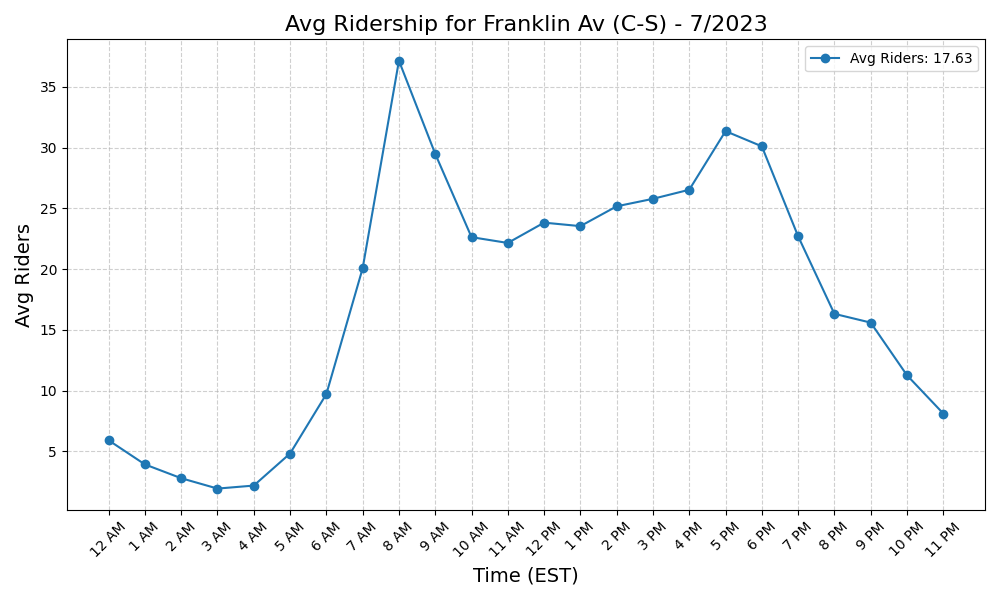 Avg Ridership for Franklin Av (C-S) - 7/2023
Avg Riders: 17.63
Avg Riders
35
30
25
20
15
10
5
12 AM
1 AM
2 AM
3 AM
4 AM
5 AM
6 AM
7 AM
8 AM
9 AM
10 AM
11 AM
12 PM
1 PM
2 PM
3 PM
4 PM
5 PM
6 PM
7 PM
8 PM
9 PM
10 PM
11 PM
Time (EST)